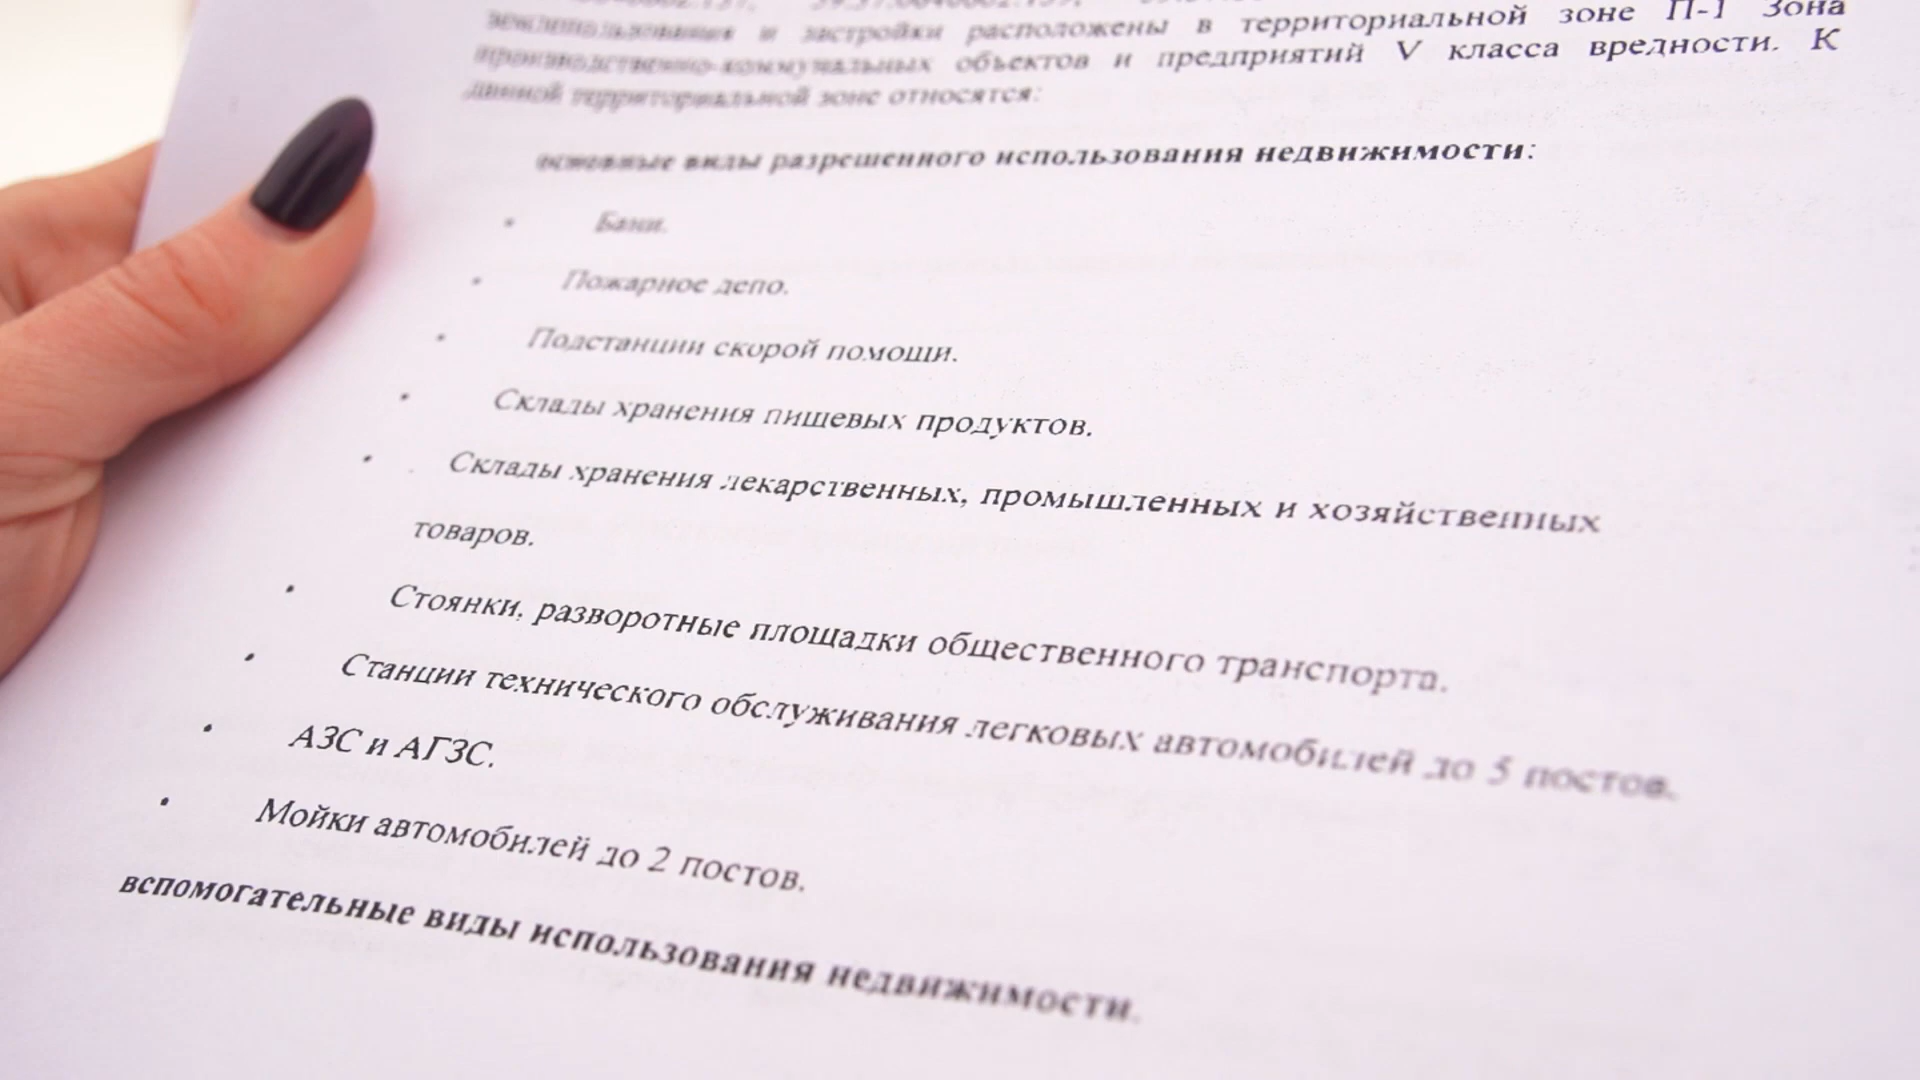 землепользования и застройки расположены в территориальной зоне П-1 Зона
производственно-коммунальных объектов и предприятий V класса вредности. К
данной территориальной зоне относятся:
основные виды разрешенного использования недвижимости:
• Бани.
• Пожарное депо.
• Подстанции скорой помощи.
• Склады хранения пищевых продуктов.
• Склады хранения лекарственных, промышленных и хозяйственных
товаров.
• Стоянки, разворотные площадки общественного транспорта.
• Станции технического обслуживания легковых автомобилей до 5 постов.
• АЗС и АГЗС.
• Мойки автомобилей до 2 постов.
вспомогательные виды использования недвижимости.